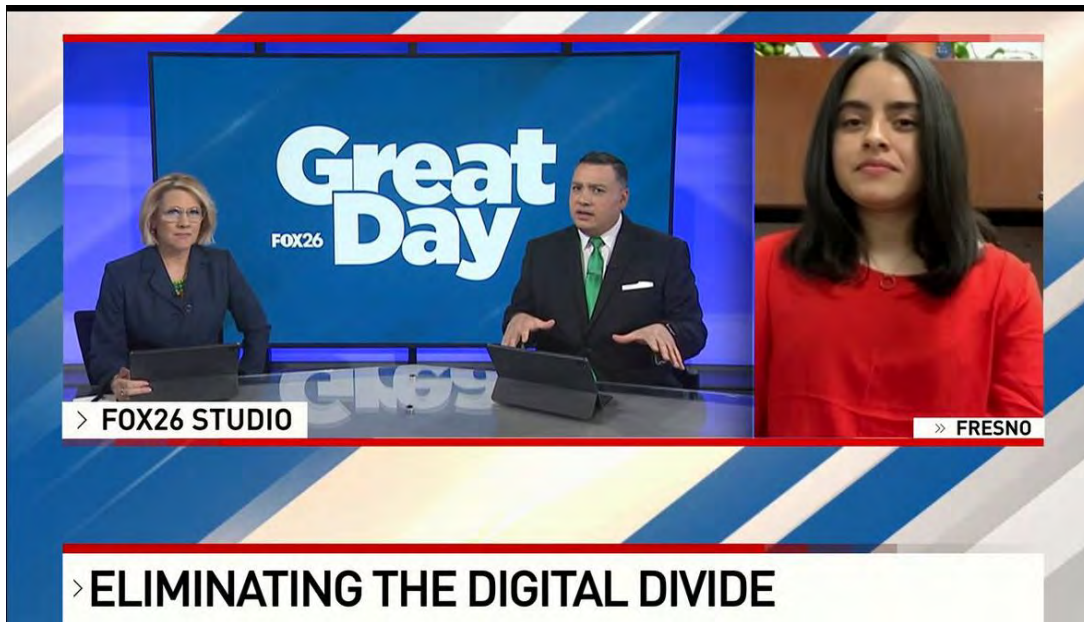 Great
FOX26 Day
FOX26 STUDIO
FRESNO
ELIMINATING THE DIGITAL DIVIDE